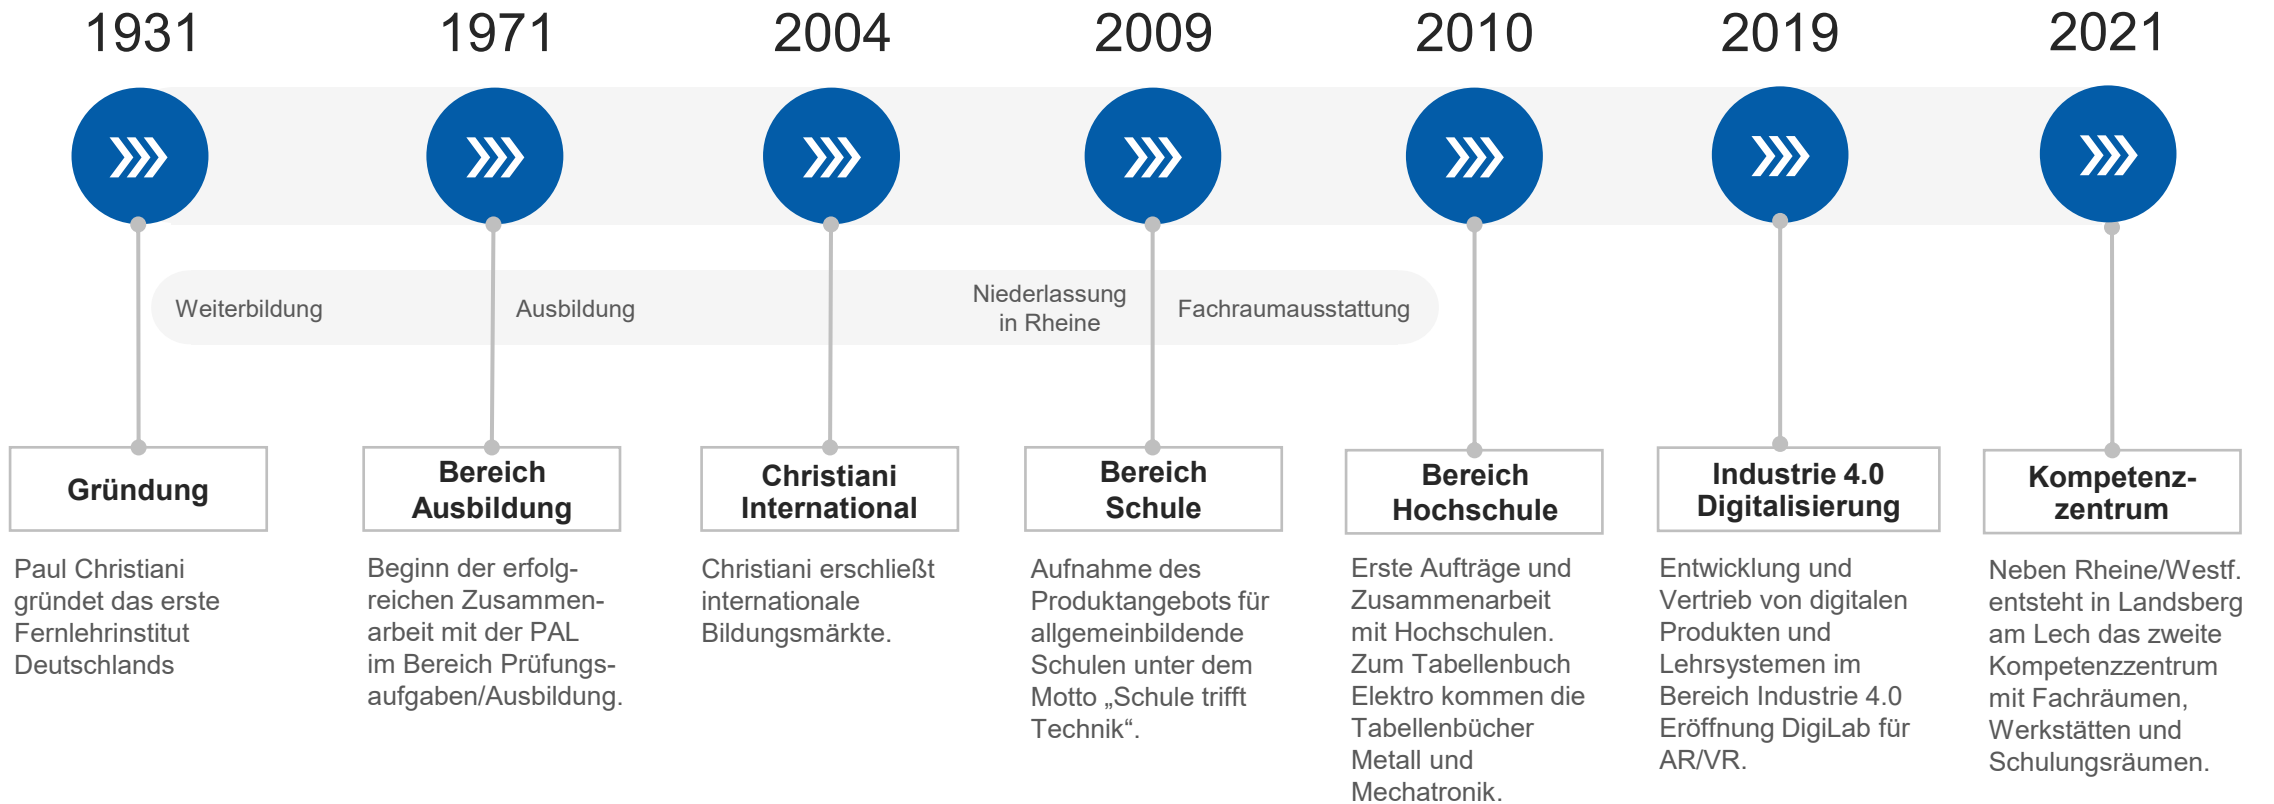 1931
1971
2004
2009
2010
2019
2021
Weiterbildung
Ausbildung
Niederlassung
in Rheine
Fachraumausstattung
Gründung
Paul Christiani
gründet das erste
Fernlehrinstitut
Deutschlands
Bereich
Ausbildung
Beginn der erfolg-
reichen Zusammen-
arbeit mit der PAL
im Bereich Prüfungs-
aufgaben/Ausbildung.
Christiani
International
Christiani erschließt
internationale
Bildungsmärkte.
Bereich
Schule
Aufnahme des
Produktangebots für
allgemeinbildende
Schulen unter dem
Motto „Schule trifft
Technik“.
Bereich
Hochschule
Erste Aufträge und
Zusammenarbeit
mit Hochschulen.
Zum Tabellenbuch
Elektro kommen die
Tabellenbücher
Metall und
Mechatronik.
Industrie 4.0
Digitalisierung
Entwicklung und
Vertrieb von digitalen
Produkten und
Lehrsystemen im
Bereich Industrie 4.0
Eröffnung DigiLab für
AR/VR.
Kompetenz-
zentrum
Neben Rheine/Westf.
entsteht in Landsberg
am Lech das zweite
Kompetenzzentrum
mit Fachräumen,
Werkstätten und
Schulungsräumen.